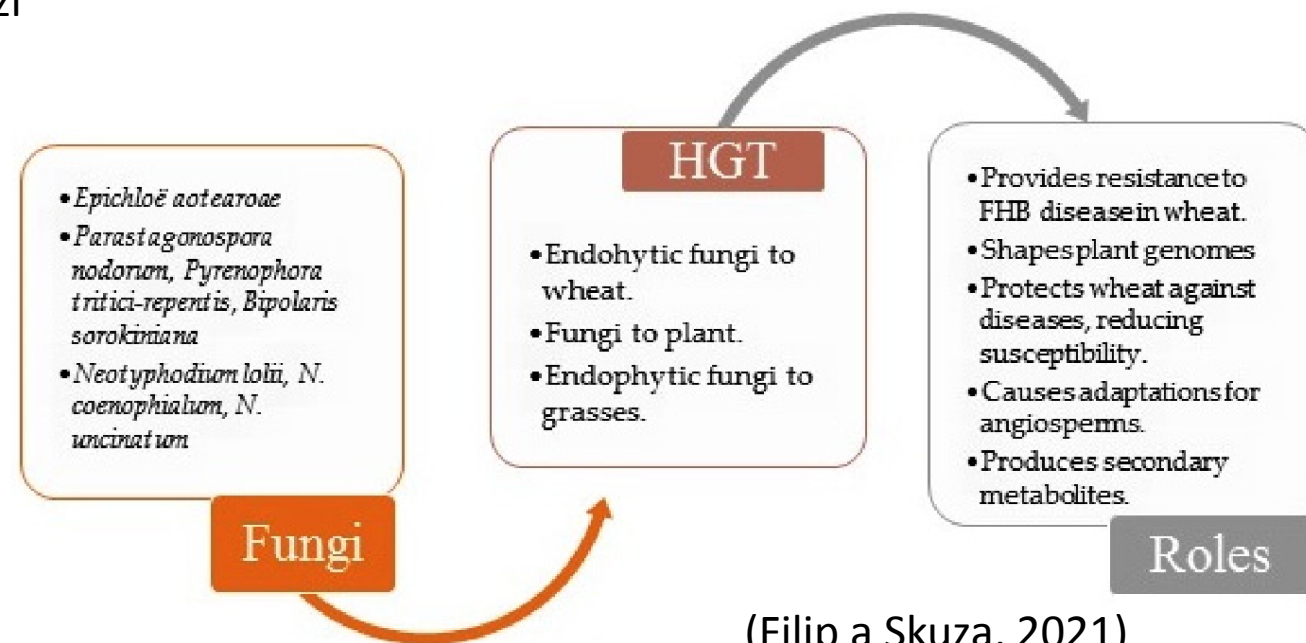 zi
• Epichloë aotearoae
• Parastagonospora
nodorum, Pyrenophora
tritici-repentis, Bipolaris
sorokiniana
• Neotyphodium lolii, N.
coenophialum, N.
uncinatum
Fungi
HGT
• Endohytic fungi to
wheat.
• Fungi to plant.
• Endophytic fungi to
grasses.
• Provides resistance to
FHB disease in wheat.
• Shapes plant genomes
• Protects wheat against
diseases, reducing
susceptibility.
• Causes adaptations for
angiosperms.
• Produces secondary
metabolites.
Roles
(Filip a Skuza, 2021)